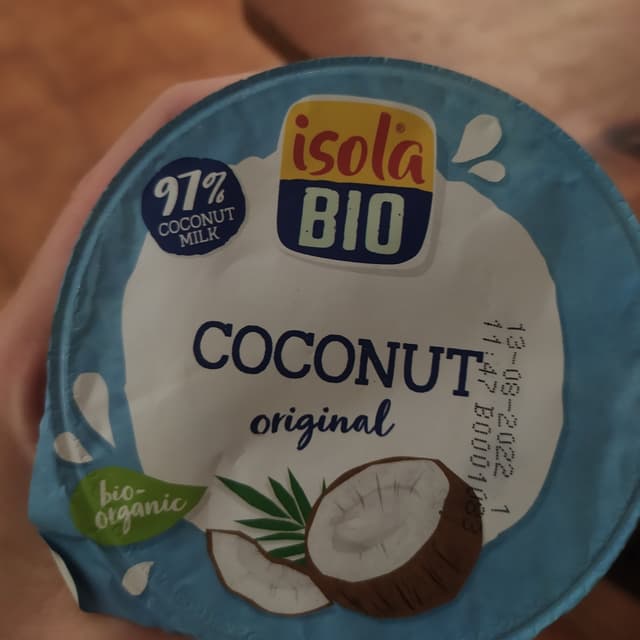 isola®
BIO
97%
COCONUT
MILK
COCONUT
original
bio-
organic
13-08-2022 1
11:47 B0001083